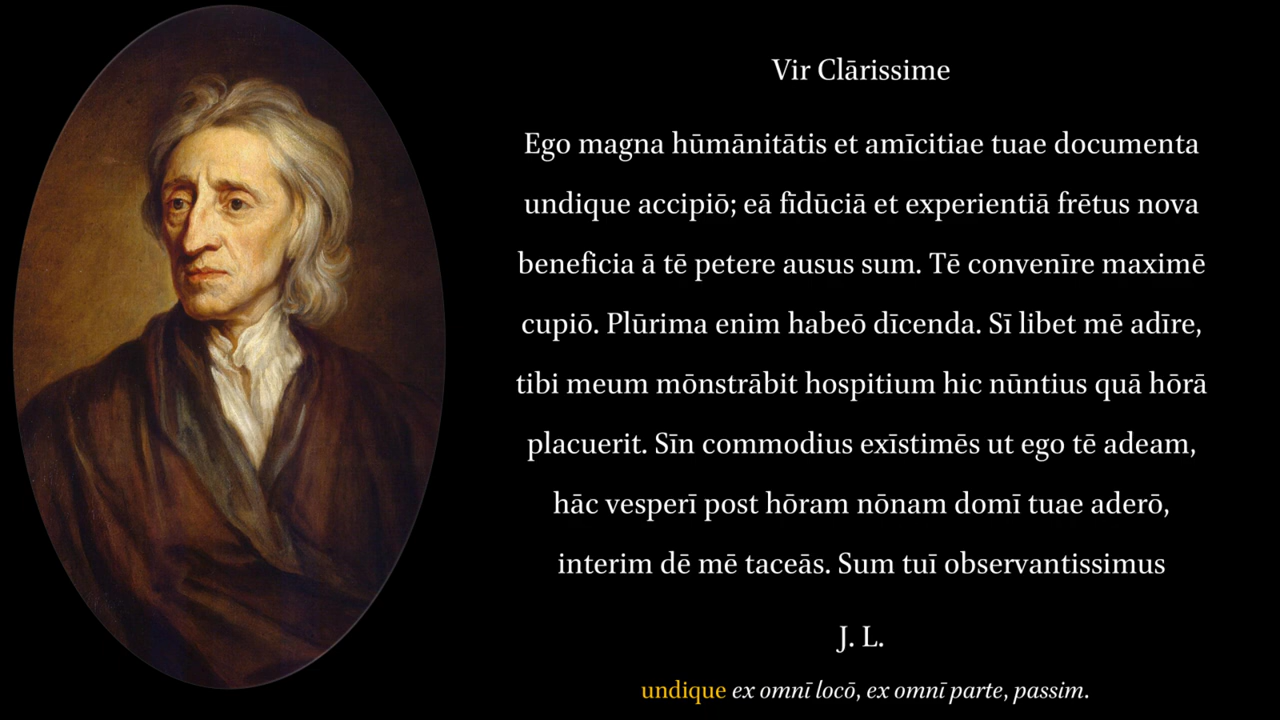 Vir Clārissime
Ego magna hūmānitātis et amīcitiae tuae documenta
undique accipiō; eā fīdūciā et experientiā frētus nova
beneficia ā tē petere ausus sum. Tē convenīre maximē
cupiō. Plūrima enim habeō dīcenda. Sī libet mē adīre,
tibi meum mōnstrābit hospitium hic nūntius quā hōrā
placuerit. Sīn commodius exīstimēs ut ego tē adeam,
hāc vesperī post hōram nōnam domī tuae aderō,
interim dē mē taceās. Sum tuī observantissimus
J. L.
undique ex omnī locō, ex omnī parte, passim.